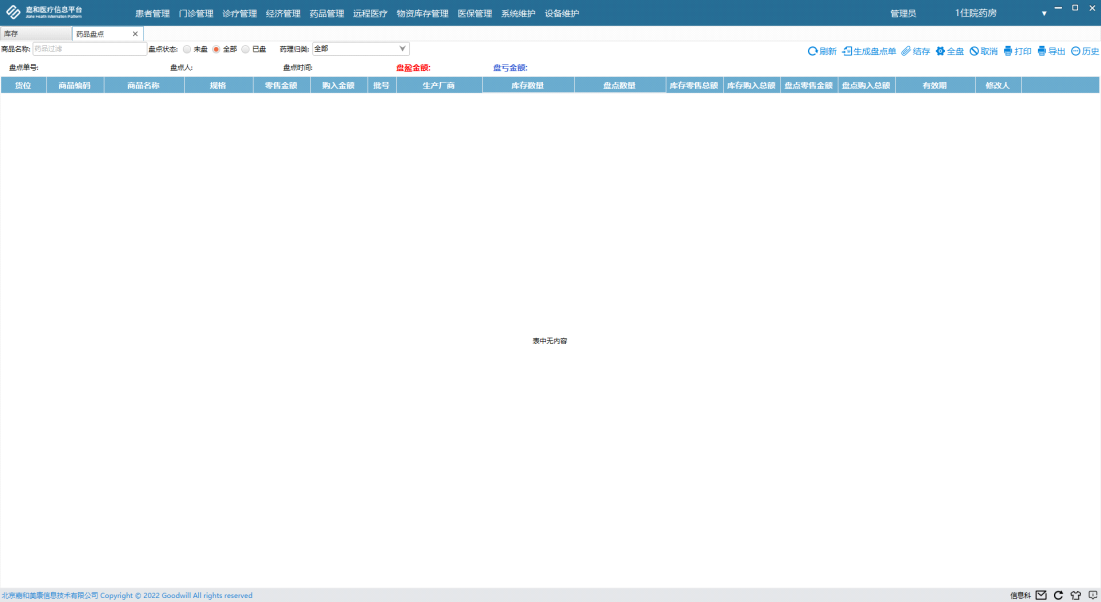 嘉和医疗信息平台 患者管理 门诊管理 诊疗管理 经济管理 药品管理 远程医疗 物资库存管理 医保管理 系统维护 设备维护 管理员 1住院药房
库存 药品盘点
商品名称: 药品过滤 盘点状态: 未盘 全部 已盘 药理归类: 全部 刷新 生成盘点单 结存 全盘 取消 打印 导出 历史
盘点单号: 盘点人: 盘点时间: 盘盈金额: 盘亏金额:
货位 商品编码 商品名称 规格 零售金额 购入金额 批号 生产厂商 库存数量 盘点数量 库存零售总额 库存购入总额 盘点零售金额 盘点购入总额 有效期 修改人
表中无内容
北京嘉和美康信息技术有限公司 Copyright © 2022 Goodwill All rights reserved 信息科